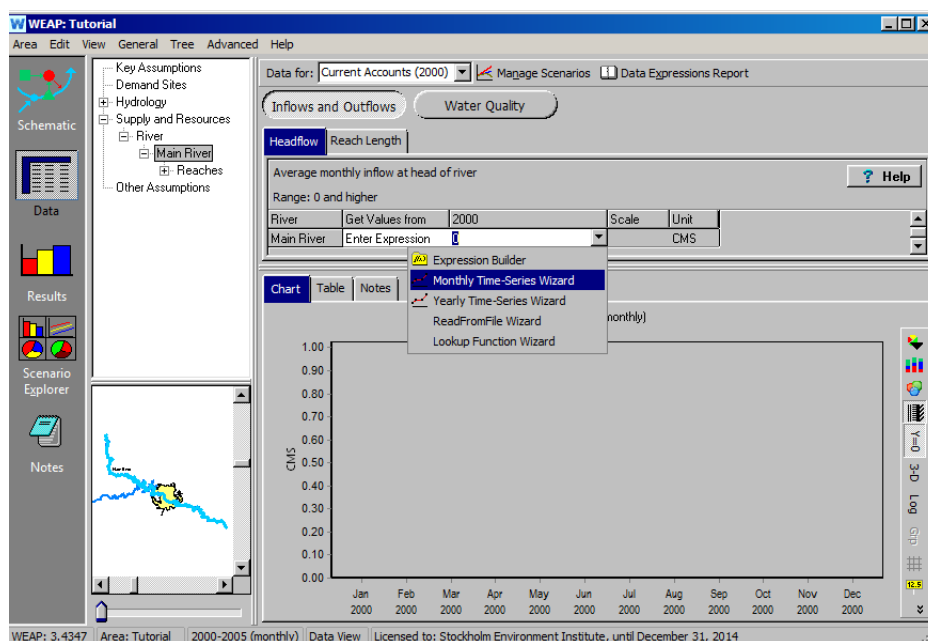 WEAP: Tutorial
Area Edit View General Tree Advanced Help
Schematic
Data
Results
Scenario
Explorer
Notes
Key Assumptions
Demand Sites
Hydrology
Supply and Resources
River
Main River
Reaches
Other Assumptions
Main River
Data for: Current Accounts (2000) Manage Scenarios Data Expressions Report
Inflows and Outflows Water Quality
Headflow Reach Length
Average monthly inflow at head of river
? Help
Range: 0 and higher
River Get Values from 2000 Scale Unit
Main River Enter Expression 0 CMS
Expression Builder
Monthly Time-Series Wizard
Yearly Time-Series Wizard
ReadFromFile Wizard
Lookup Function Wizard
Chart Table Notes
monthly)
CMS
1.00
0.90
0.80
0.70
0.60
0.50
0.40
0.30
0.20
0.10
0.00
Jan Feb Mar Apr May Jun Jul Aug Sep Oct Nov Dec
2000 2000 2000 2000 2000 2000 2000 2000 2000 2000 2000 2000
Y=0
3-D
Log
Grp
12.5
WEAP: 3.4347 Area: Tutorial 2000-2005 (monthly) Data View Licensed to: Stockholm Environment Institute, until December 31, 2014